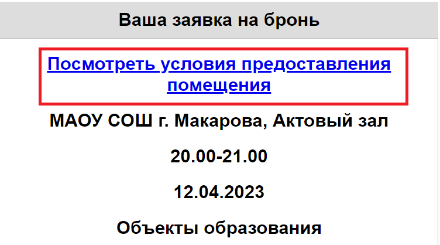 Ваша заявка на бронь
Посмотреть условия предоставления
помещения
МАОУ СОШ г. Макарова, Актовый зал
20.00-21.00
12.04.2023
Объекты образования